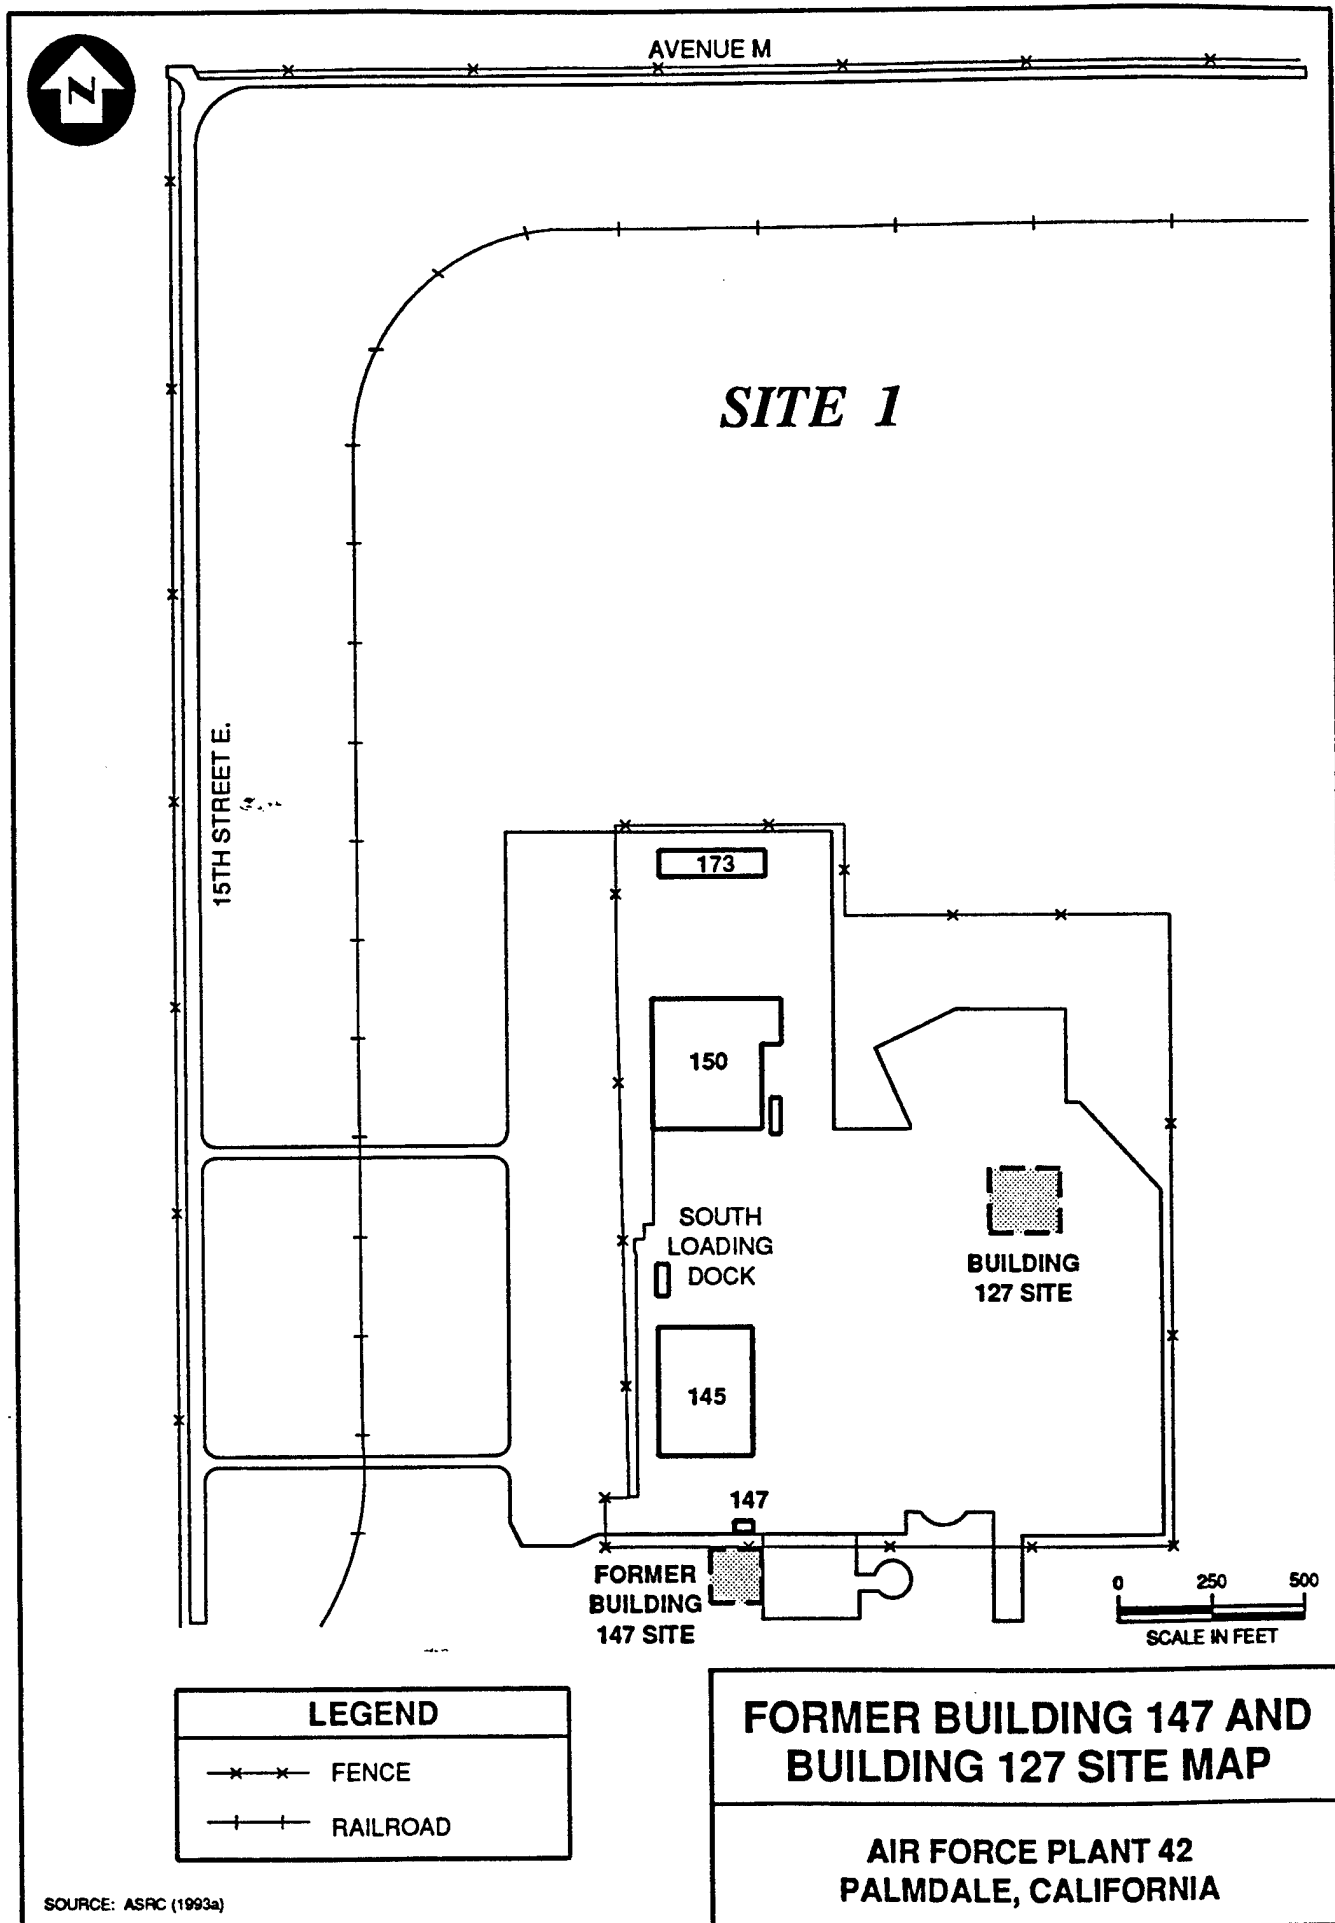 AVENUE M
N
SITE 1
15TH STREET E.
173
150
SOUTH
LOADING
DOCK
BUILDING
127 SITE
145
147
FORMER
BUILDING
147 SITE
0 250 500
SCALE IN FEET
LEGEND
FENCE
RAILROAD
FORMER BUILDING 147 AND
BUILDING 127 SITE MAP
AIR FORCE PLANT 42
PALMDALE, CALIFORNIA
SOURCE: ASRC (1993a)